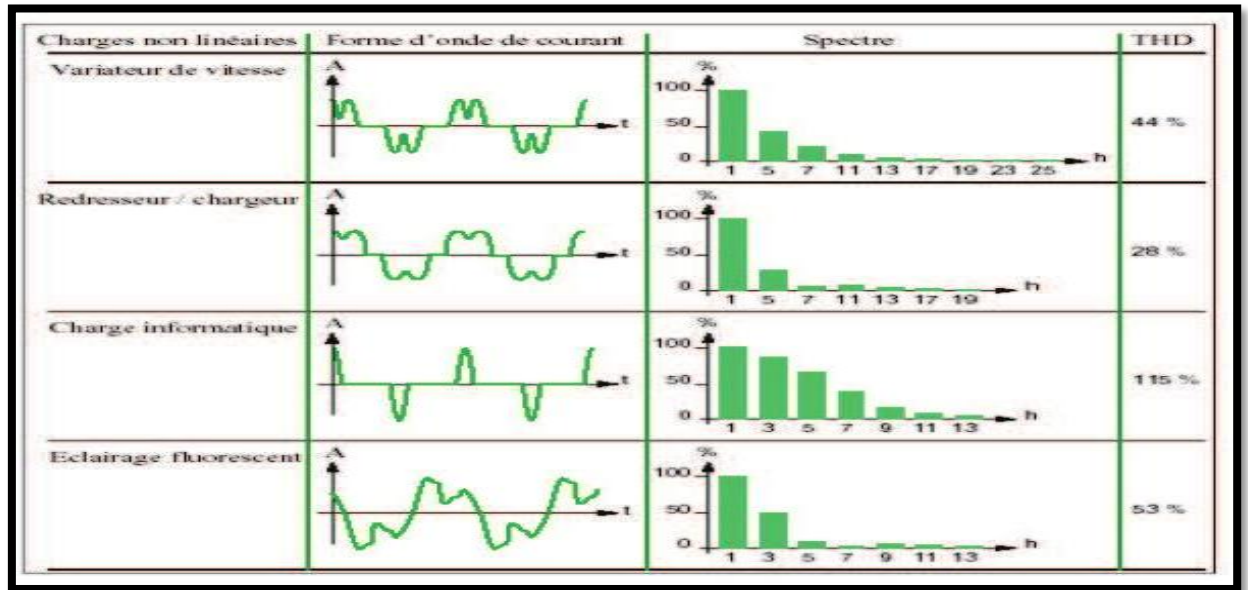 Charges non linéaires Forme d'onde de courant Spectre THD
Variateur de vitesse
A
t
%
100
50
0
1 5 7 11 13 17 19 23 25
h
44 %
Redresseur / chargeur
A
t
%
100
50
0
1 5 7 11 13 17 19
h
28 %
Charge informatique
A
t
%
100
50
0
1 3 5 7 9 11 13
h
115 %
Eclairage fluorescent
A
t
%
100
50
0
1 3 5 7 9 11 13
h
53 %